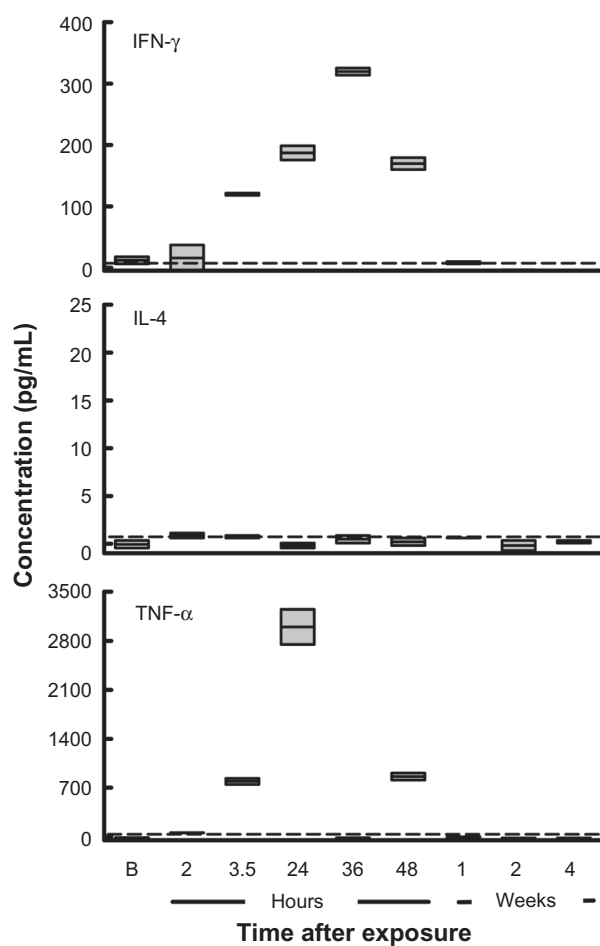 Concentration (pg/mL)
IFN-γ
400
300
200
100
0
IL-4
25
20
15
10
5
0
TNF-α
3500
2800
2100
1400
700
0
B 2 3.5 24 36 48 1 2 4
Hours Weeks
Time after exposure